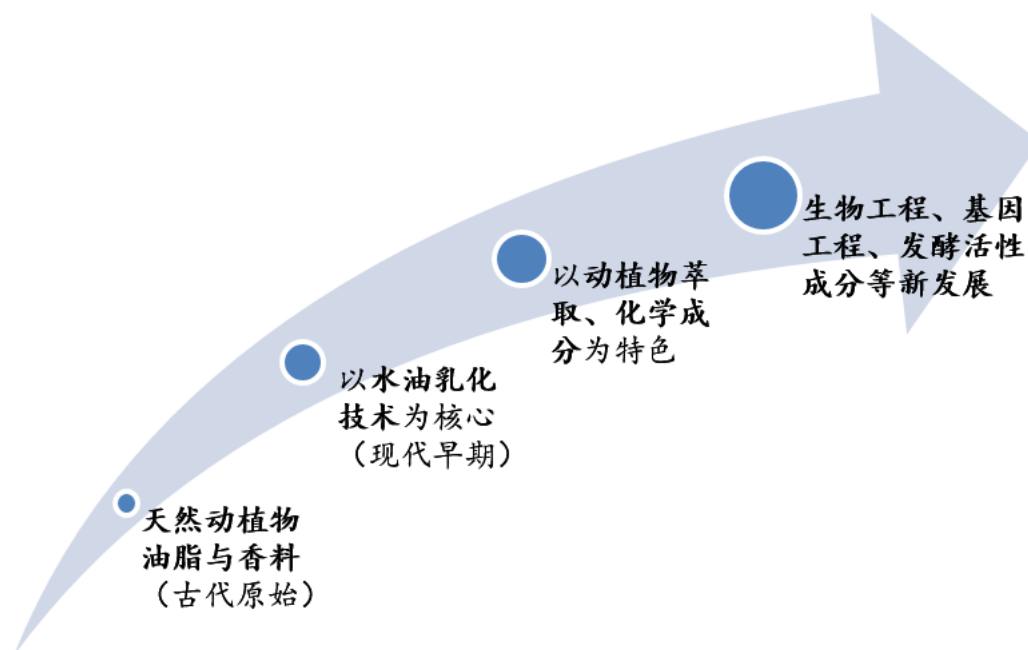 天然动植物
油脂与香料
（古代原始）
以水油乳化
技术为核心
（现代早期）
以动植物萃
取、化学成
分为特色
生物工程、基因
工程、发酵活性
成分等新发展